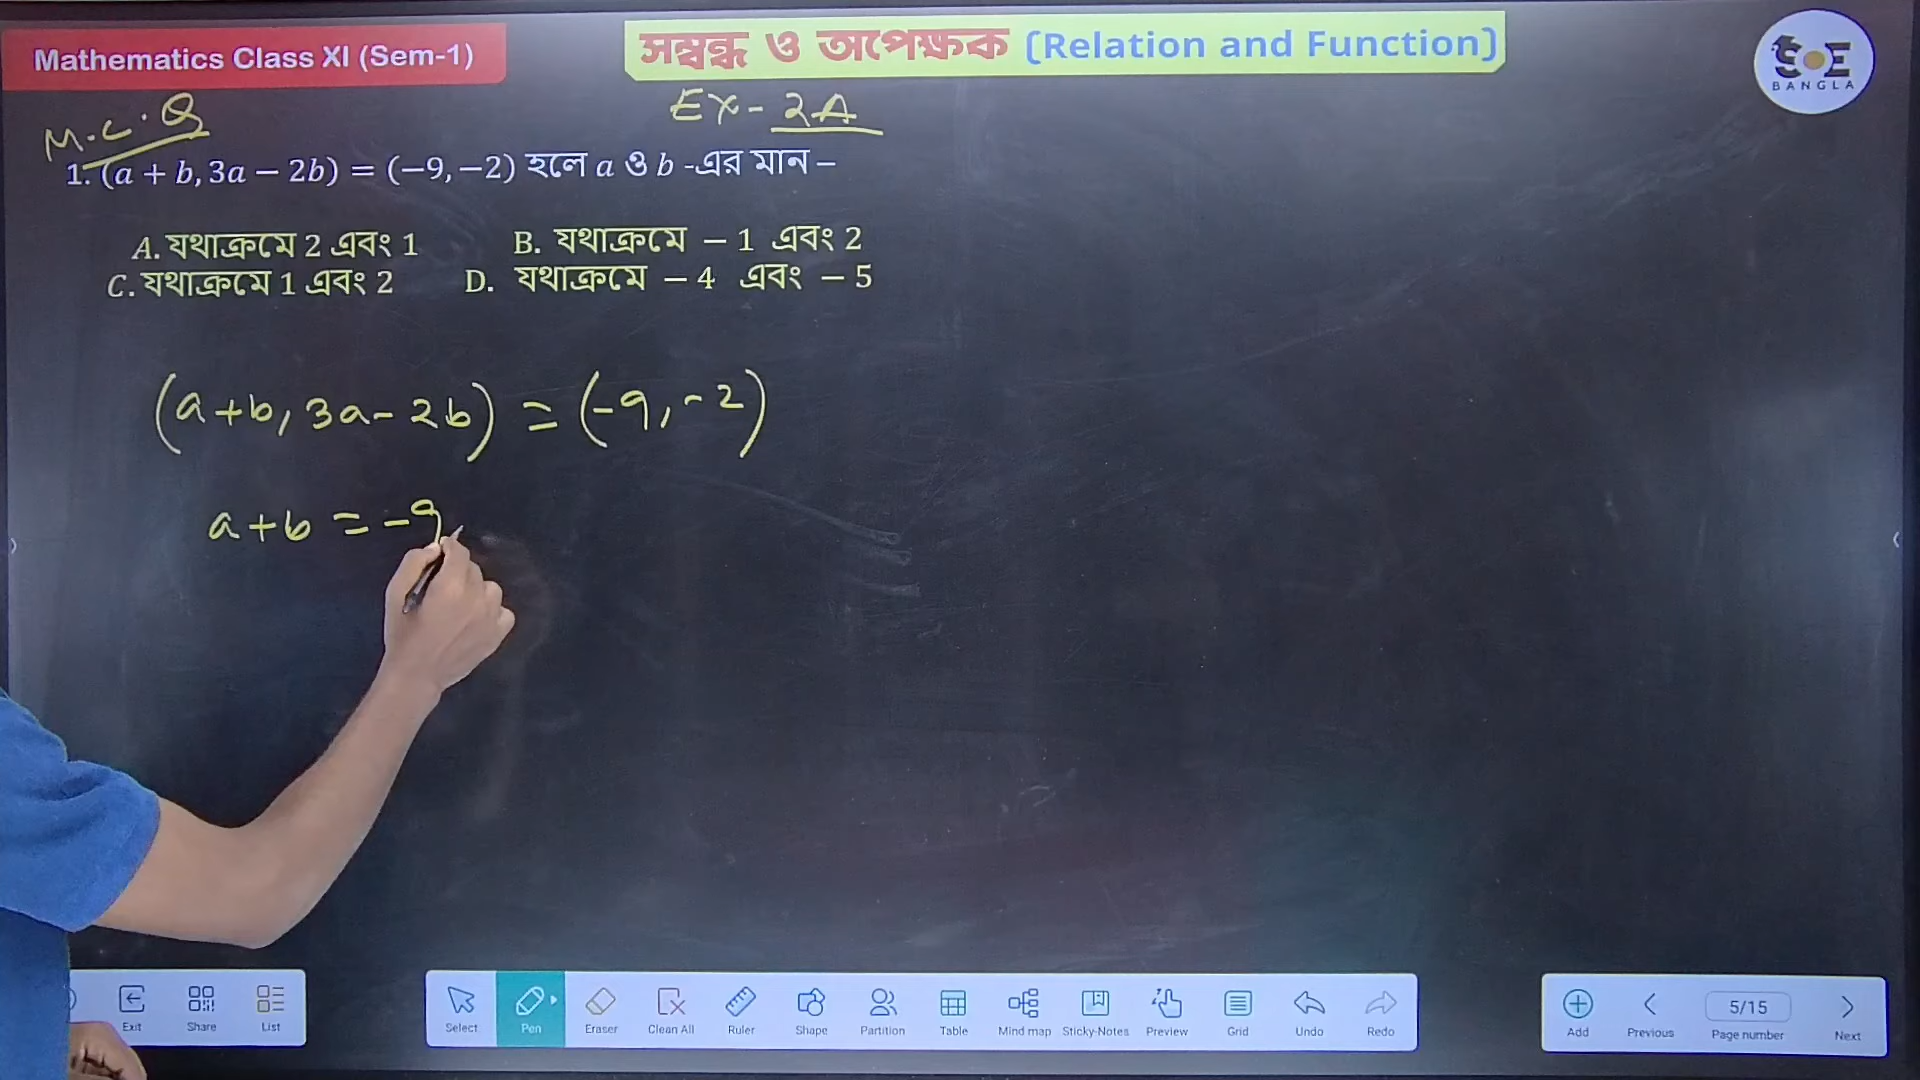 Mathematics Class XI (Sem-1)
সম্বন্ধ ও অপেক্ষক (Relation and Function)
SOE
BANGLA
M.C.Q
EX-2A
1. (a + b, 3a − 2b) = (−9, −2) হলে a ও b -এর মান −
A. যথাক্রমে 2 এবং 1 B. যথাক্রমে − 1 এবং 2
C. যথাক্রমে 1 এবং 2 D. যথাক্রমে − 4 এবং − 5
(a+b, 3a-2b) = (-9, -2)
a+b = -9
Exit Share List
Select Pen Eraser Clean All Ruler Shape Partition Table Mind map Sticky-Notes Preview Grid Undo Redo
Add Previous 5/15 Page number Next